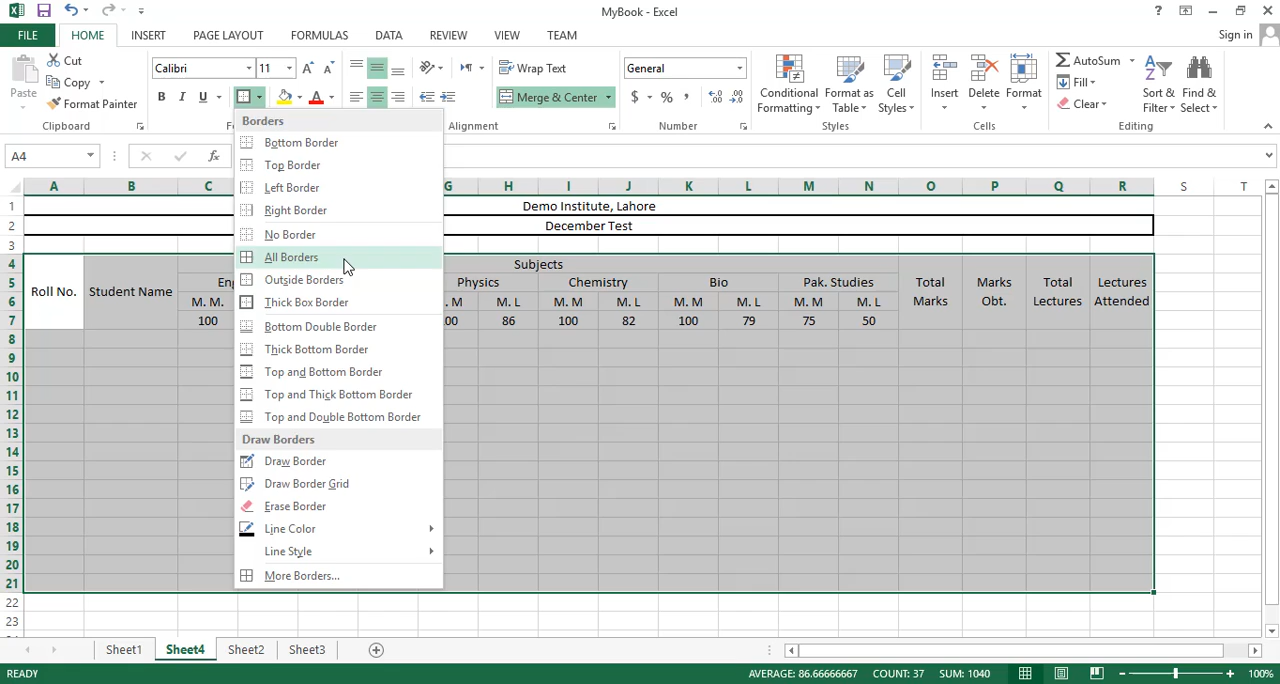 MyBook - Excel
?
FILE HOME INSERT PAGE LAYOUT FORMULAS DATA REVIEW VIEW TEAM Sign in
Paste Cut Copy Format Painter
Clipboard
Calibri 11
B I U
Wrap Text
Merge & Center
Alignment
General
$ % ,
Number
Conditional Formatting Format as Table Cell Styles
Styles
Insert Delete Format
Cells
AutoSum Fill Clear
Sort & Filter Find & Select
Editing
A4 fx
Borders
Bottom Border
Top Border
Left Border
Right Border
No Border
All Borders
Outside Borders
Thick Box Border
Bottom Double Border
Thick Bottom Border
Top and Bottom Border
Top and Thick Bottom Border
Top and Double Bottom Border
Draw Borders
Draw Border
Draw Border Grid
Erase Border
Line Color
Line Style
More Borders...
A B C G H I J K L M N O P Q R S T
1 Demo Institute, Lahore
2 December Test
3
4 Subjects
5 Physics Chemistry Bio Pak. Studies
Roll No. Student Name Total Marks Marks Obt. Total Lectures Lectures Attended
6 M. M. M. L M. M M. L M. M M. L M. M M. L
7 100 86 100 82 100 79 75 50
8
9
10
11
12
13
14
15
16
17
18
19
20
21
22
23
Sheet1 Sheet4 Sheet2 Sheet3
READY AVERAGE: 86.66666667 COUNT: 37 SUM: 1040 100%